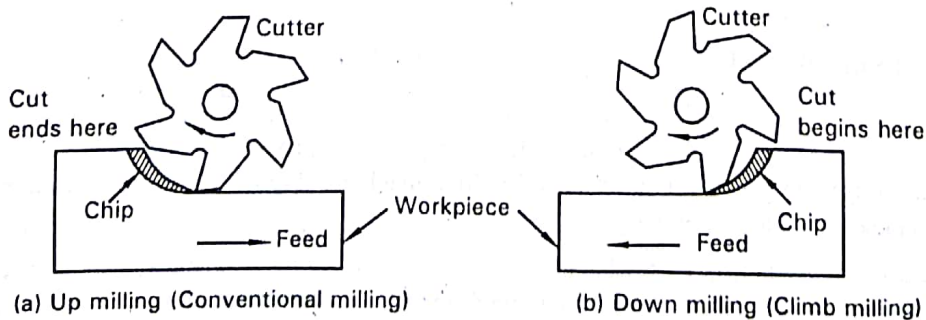 Cutter
Cut
ends here
Chip
Feed
Workpiece
(a) Up milling (Conventional milling)
Cutter
Cut
begins here
Chip
Feed
(b) Down milling (Climb milling)